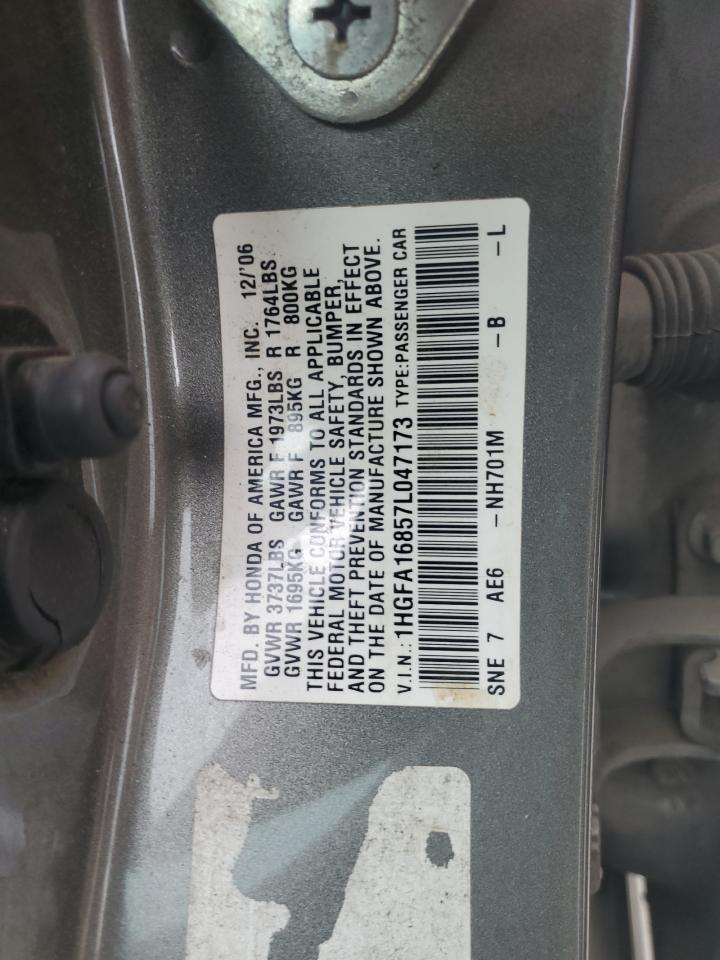 MFD. BY HONDA OF AMERICA MFG., INC. 12/'06
GVWR 3737LBS GAWR F 1973LBS R 1764LBS
GVWR 1695KG GAWR F 895KG R 800KG
THIS VEHICLE CONFORMS TO ALL APPLICABLE
FEDERAL MOTOR VEHICLE SAFETY, BUMPER,
AND THEFT PREVENTION STANDARDS IN EFFECT
ON THE DATE OF MANUFACTURE SHOWN ABOVE.
V.I.N.: 1HGFA16857L047173 TYPE:PASSENGER CAR
SNE 7 AE6 -NH701M -B -L